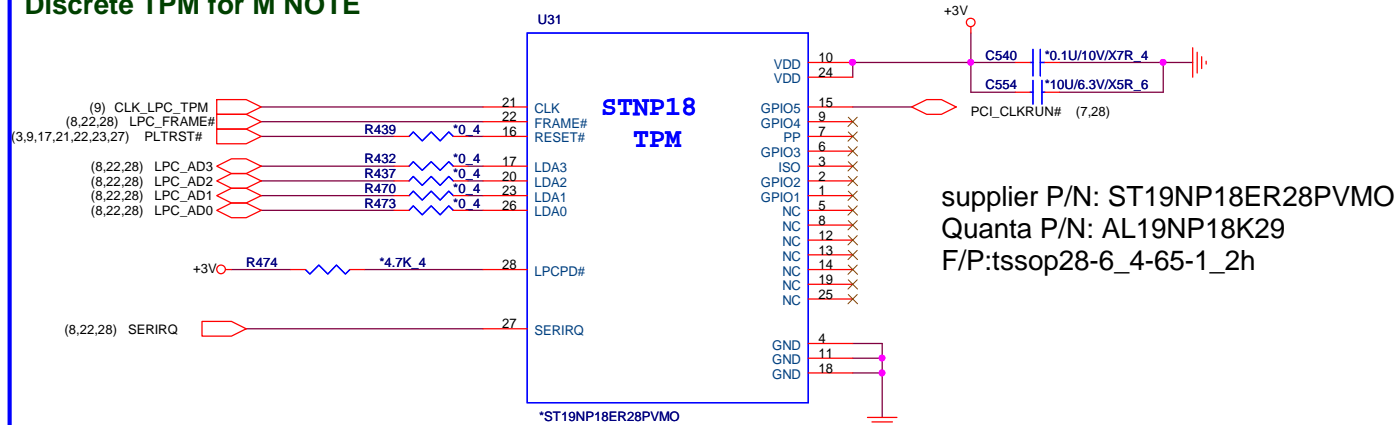 Discrete TPM for M NOTE
U31
STNP18
TPM
*ST19NP18ER28PVMO
(9) CLK_LPC_TPM 21 CLK
(8,22,28) LPC_FRAME# 22 FRAME#
(3,9,17,21,22,23,27) PLTRST# R439 *0_4 16 RESET#
(8,22,28) LPC_AD3 R432 *0_4 17 LDA3
(8,22,28) LPC_AD2 R437 *0_4 20 LDA2
(8,22,28) LPC_AD1 R470 *0_4 23 LDA1
(8,22,28) LPC_AD0 R473 *0_4 26 LDA0
+3V R474 *4.7K_4 28 LPCPD#
(8,22,28) SERIRQ 27 SERIRQ
VDD 10
VDD 24
GPIO5 15
GPIO4 9
PP 7
GPIO3 6
ISO 3
GPIO2 2
GPIO1 1
NC 5
NC 8
NC 12
NC 13
NC 14
NC 19
NC 25
GND 4
GND 11
GND 18
+3V
C540 *0.1U/10V/X7R_4
C554 *10U/6.3V/X5R_6
PCI_CLKRUN# (7,28)
supplier P/N: ST19NP18ER28PVMO
Quanta P/N: AL19NP18K29
F/P:tssop28-6_4-65-1_2h